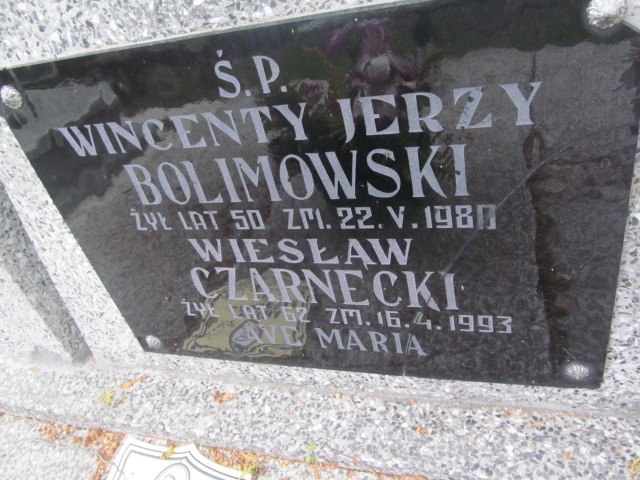 Ś.P.
WINCENTY JERZY
BOLIMOWSKI
ŻYŁ LAT 50 ZM. 22.V.1980
WIESŁAW
CZARNECKI
ŻYŁ LAT 62 ZM.16.4.1993
AVE MARIA